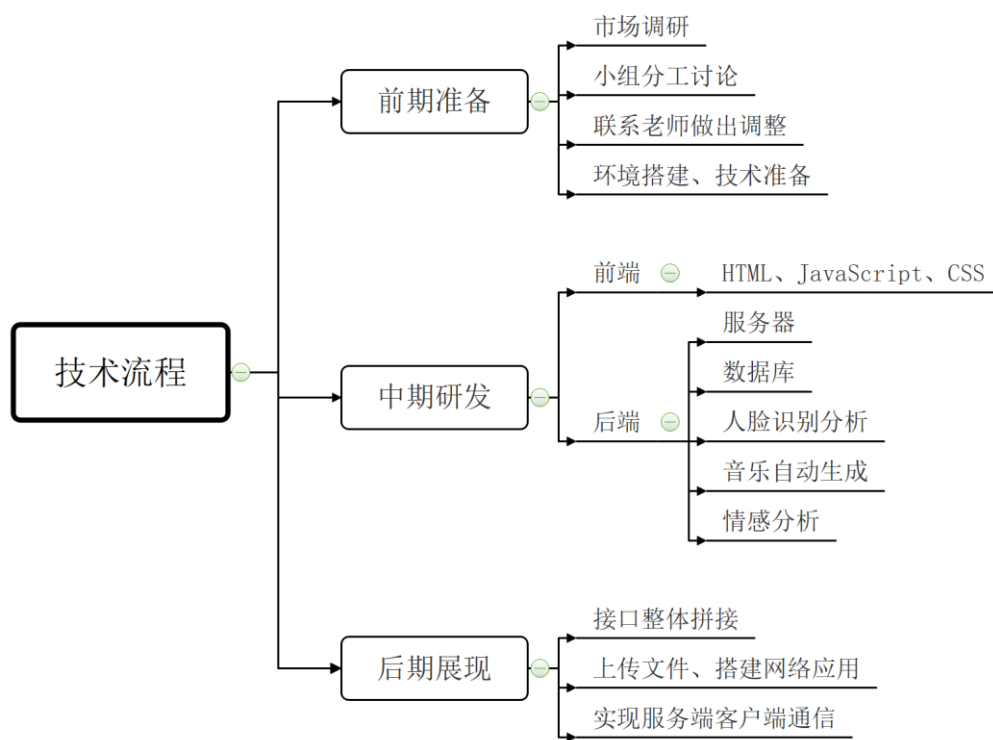 技术流程
前期准备
市场调研
小组分工讨论
联系老师做出调整
环境搭建、技术准备
中期研发
前端
HTML、JavaScript、CSS
后端
服务器
数据库
人脸识别分析
音乐自动生成
情感分析
后期展现
接口整体拼接
上传文件、搭建网络应用
实现服务端客户端通信